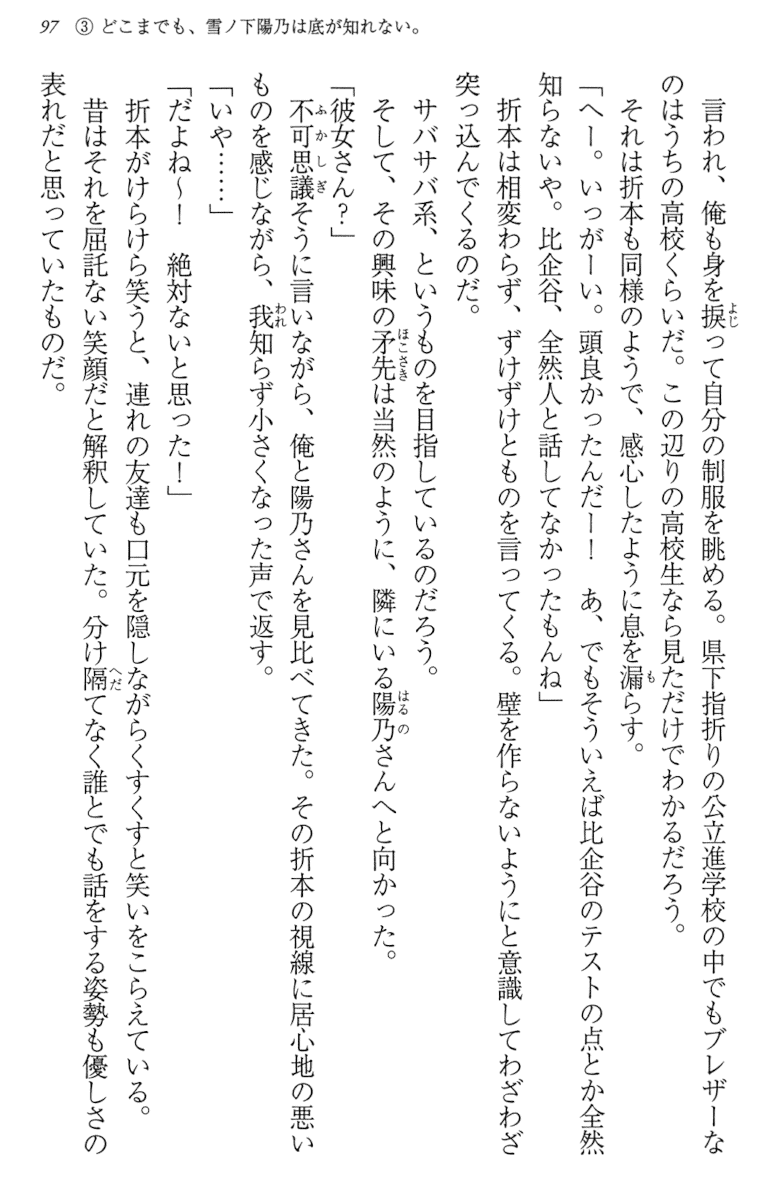 97　③ どこまでも、雪ノ下陽乃は底が知れない。
　言われ、俺も身を捩って自分の制服を眺める。県下指折りの公立進学校の中でもブレザーな
のはうちの高校くらいだ。この辺りの高校生なら見ただけでわかるだろう。
　それは折本も同様のようで、感心したように息を漏らす。
「へー。いっがーい。頭良かったんだー！　あ、でもそういえば比企谷のテストの点とか全然
知らないや。比企谷、全然人と話してなかったもんね」
　折本は相変わらず、ずけずけとものを言ってくる。壁を作らないようにと意識してわざわざ
突っ込んでくるのだ。
　サバサバ系、というものを目指しているのだろう。
　そして、その興味の矛先は当然のように、隣にいる陽乃さんへと向かった。
「彼女さん？」
　不可思議そうに言いながら、俺と陽乃さんを見比べてきた。その折本の視線に居心地の悪い
ものを感じながら、我知らず小さくなった声で返す。
「いや……」
「だよね～！　絶対ないと思った！」
　折本がけらけら笑うと、連れの友達も口元を隠しながらくすくすと笑いをこらえている。
　昔はそれを屈託ない笑顔だと解釈していた。分け隔てなく誰とでも話をする姿勢も優しさの
表れだと思っていたものだ。